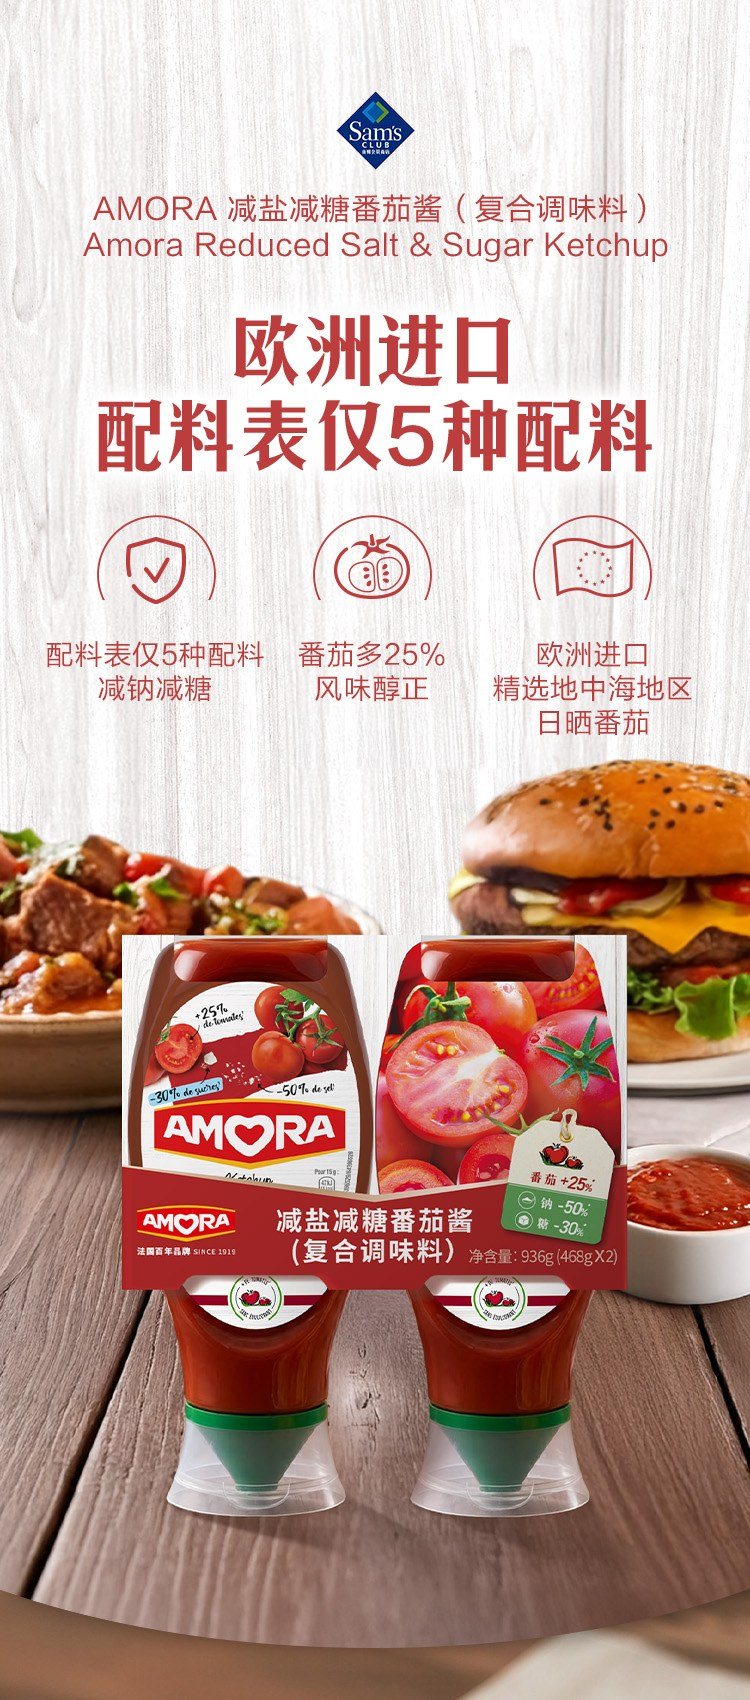 Sam's
CLUB
AMORA 减盐减糖番茄酱（复合调味料）
Amora Reduced Salt & Sugar Ketchup
欧洲进口
配料表仅5种配料
配料表仅5种配料
减钠减糖
番茄多25%
风味醇正
欧洲进口
精选地中海地区
日晒番茄
+25%
de tomates*
-30% de sucres*
-50% de sel
AMORA
Ketchup
Pour 15 g :
番茄 +25%*
钠 -50%*
糖 -30%*
AMORA
法国百年品牌 SINCE 1919
减盐减糖番茄酱
(复合调味料)
净含量: 936g (468gX2)